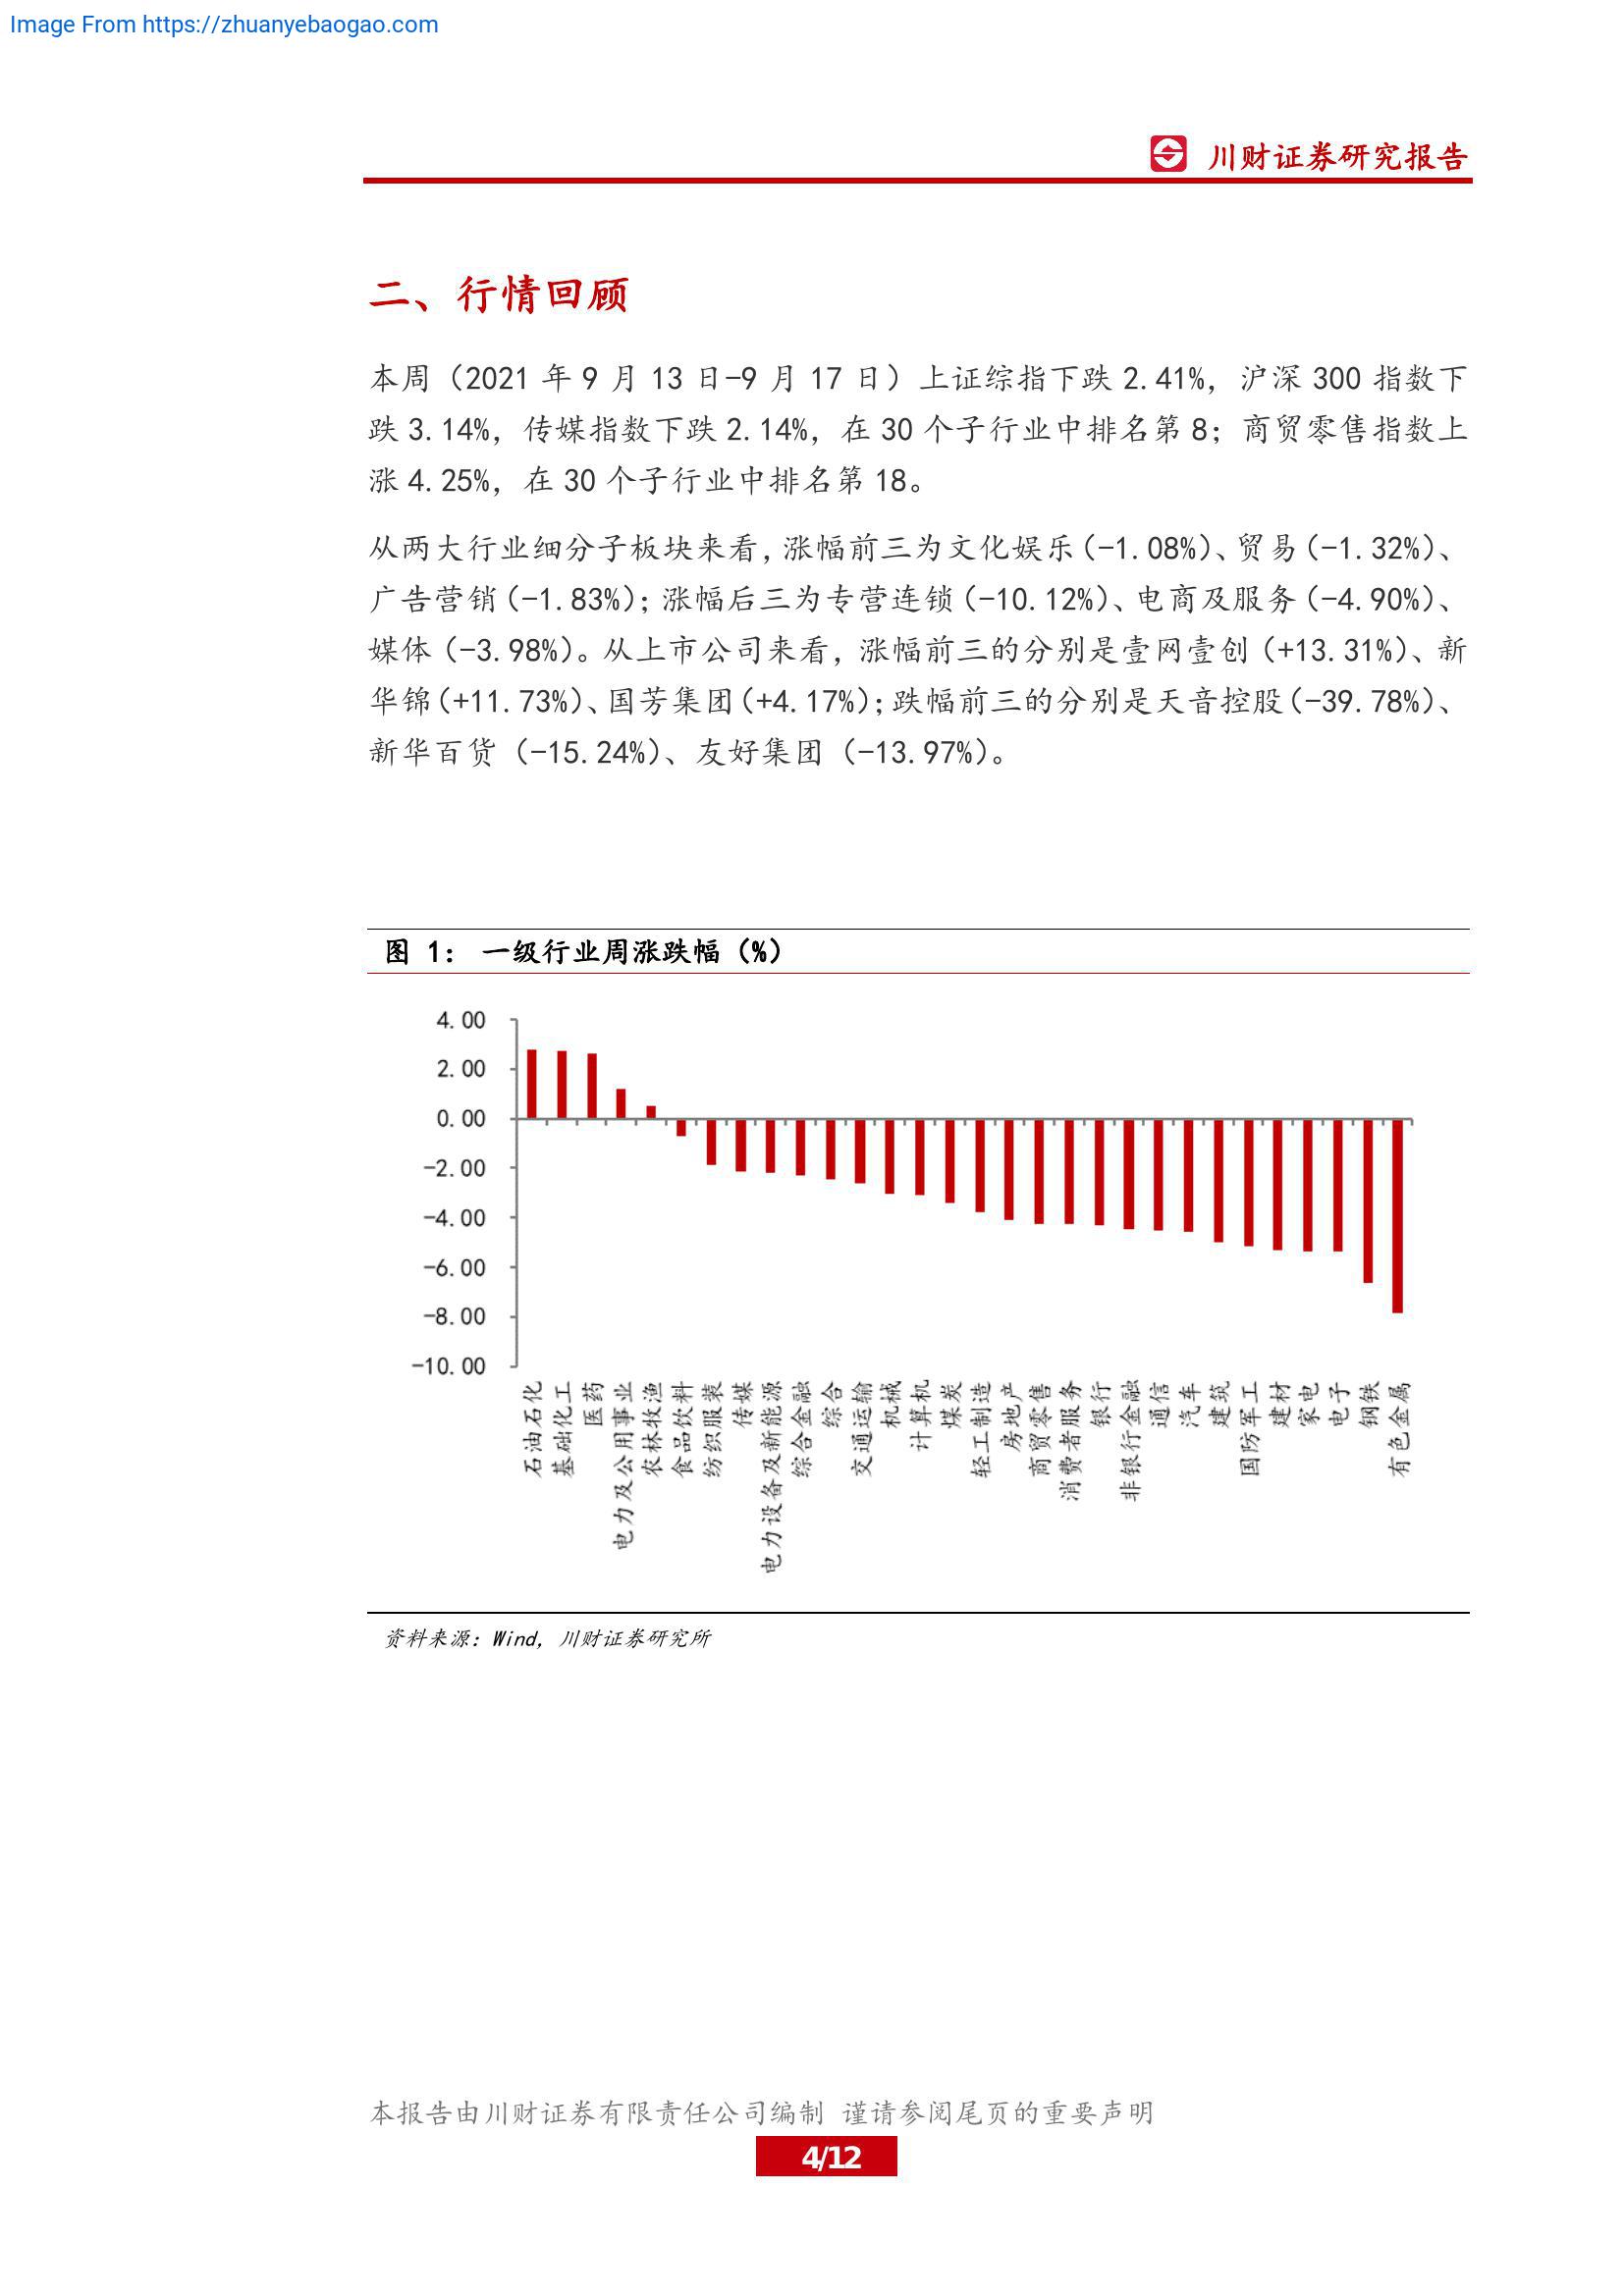 Image From https://zhuanyebaogao.com
川财证券研究报告
二、行情回顾
本周（2021 年 9 月 13 日-9 月 17 日）上证综指下跌 2.41%，沪深 300 指数下
跌 3.14%，传媒指数下跌 2.14%，在 30 个子行业中排名第 8；商贸零售指数上
涨 4.25%，在 30 个子行业中排名第 18。
从两大行业细分子板块来看，涨幅前三为文化娱乐（-1.08%）、贸易（-1.32%）、
广告营销（-1.83%）；涨幅后三为专营连锁（-10.12%）、电商及服务（-4.90%）、
媒体（-3.98%）。从上市公司来看，涨幅前三的分别是壹网壹创（+13.31%）、新
华锦（+11.73%）、国芳集团（+4.17%）；跌幅前三的分别是天音控股（-39.78%）、
新华百货（-15.24%）、友好集团（-13.97%）。
图 1： 一级行业周涨跌幅（%）
4.00
2.00
0.00
-2.00
-4.00
-6.00
-8.00
-10.00
石油石化
基础化工
医药
电力及公用事业
农林牧渔
食品饮料
纺织服装
传媒
电力设备及新能源
综合金融
综合
交通运输
机械
计算机
煤炭
轻工制造
房地产
商贸零售
消费者服务
银行
非银行金融
通信
汽车
建筑
国防军工
建材
家电
电子
钢铁
有色金属
资料来源：Wind，川财证券研究所
本报告由川财证券有限责任公司编制 谨请参阅尾页的重要声明
4/12